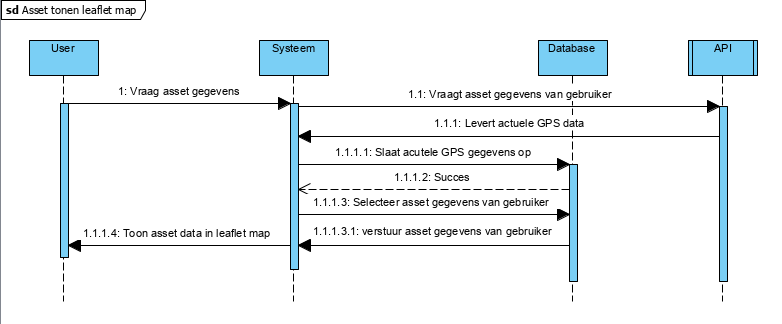 sd Asset tonen leaflet map
User
Systeem
Database
API
1: Vraag asset gegevens
1.1: Vraagt asset gegevens van gebruiker
1.1.1: Levert actuele GPS data
1.1.1.1: Slaat acutele GPS gegevens op
1.1.1.2: Succes
1.1.1.3: Selecteer asset gegevens van gebruiker
1.1.1.4: Toon asset data in leaflet map
1.1.1.3.1: verstuur asset gegevens van gebruiker